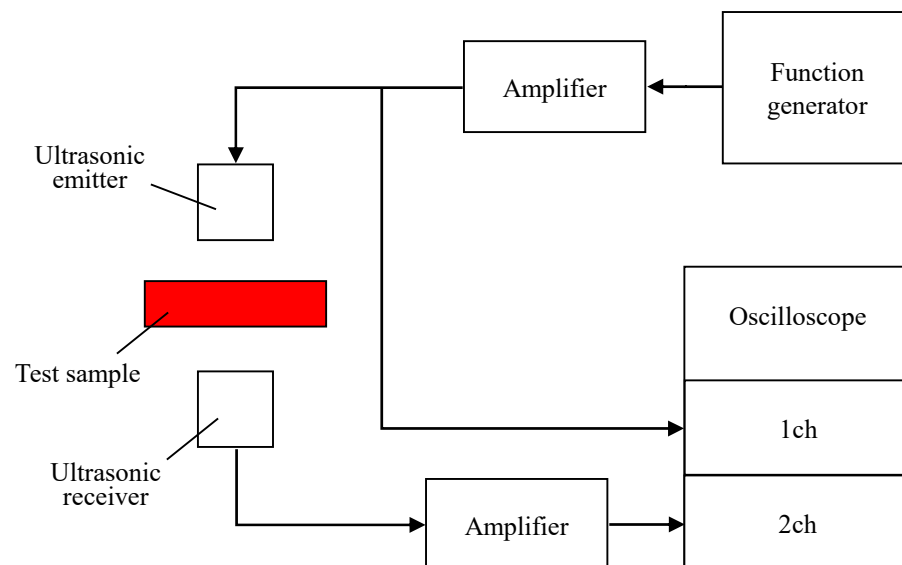 Function
generator
Amplifier
Ultrasonic
emitter
Oscilloscope
Test sample
1ch
Ultrasonic
receiver
Amplifier
2ch